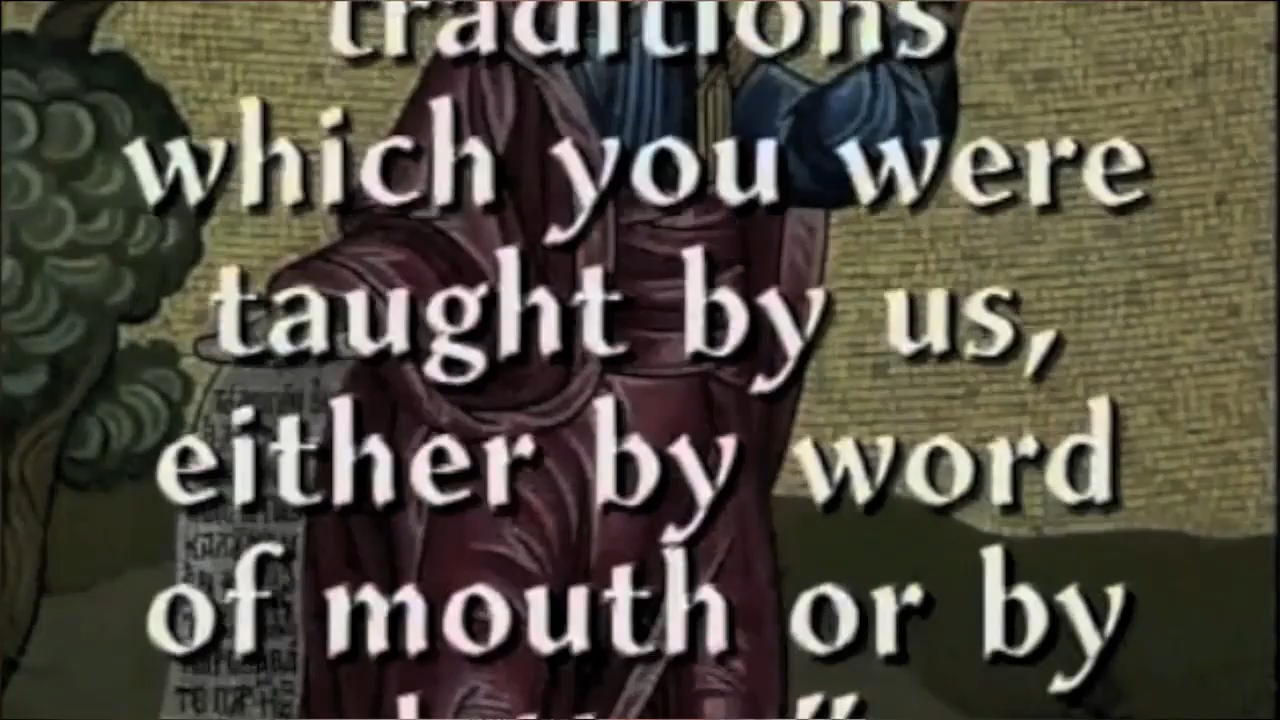 traditions
which you were
taught by us,
either by word
of mouth or by